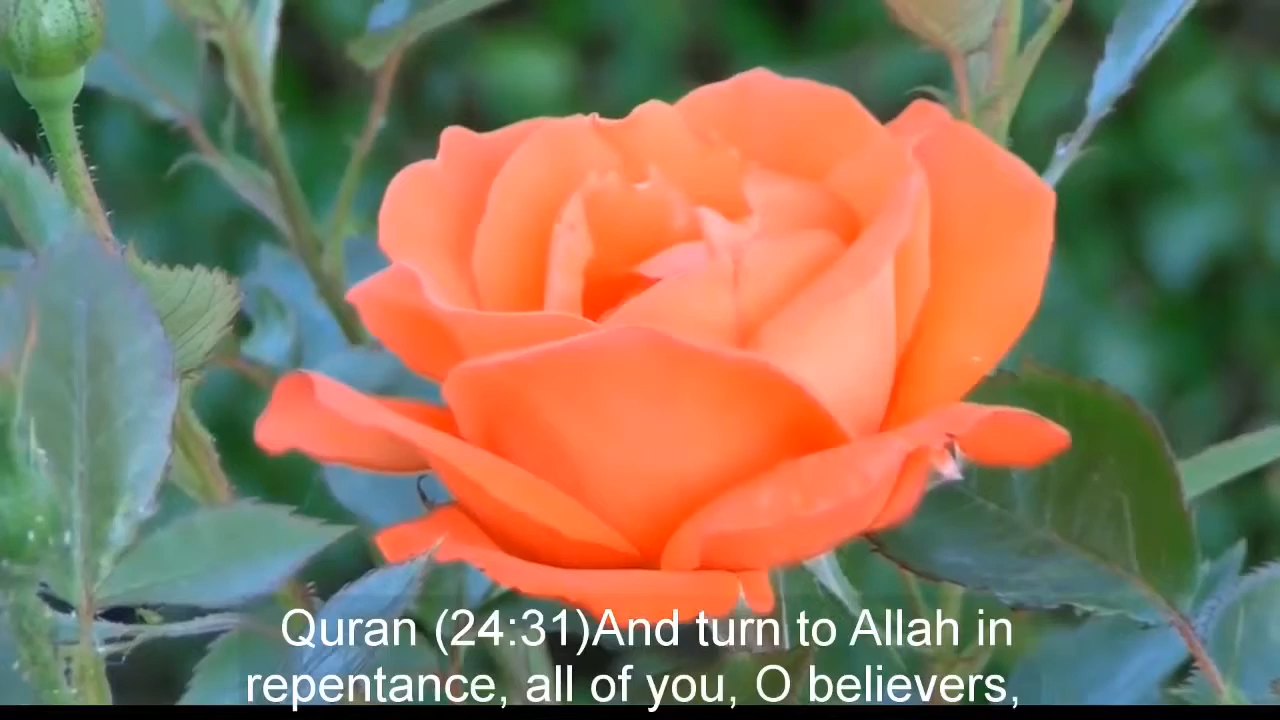 Quran (24:31)And turn to Allah in
repentance, all of you, O believers,